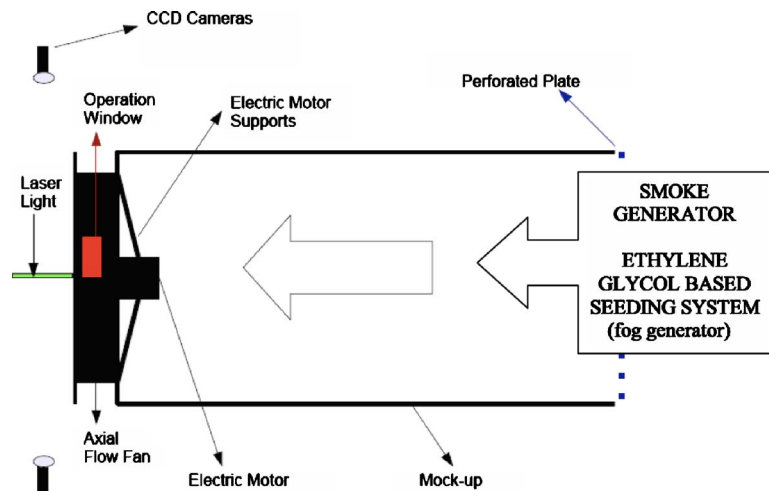 CCD Cameras
Perforated Plate
Operation
Window
Electric Motor
Supports
Laser
Light
SMOKE
GENERATOR
ETHYLENE
GLYCOL BASED
SEEDING SYSTEM
(fog generator)
Axial
Flow Fan
Electric Motor
Mock-up